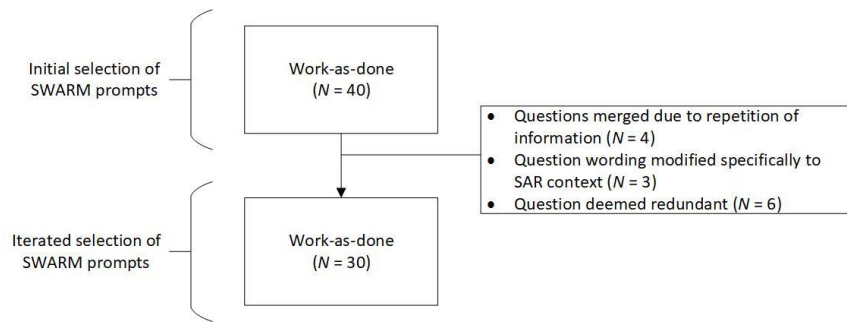 Initial selection of
SWARM prompts
Work-as-done
(N = 40)
● Questions merged due to repetition of
information (N = 4)
● Question wording modified specifically to
SAR context (N = 3)
● Question deemed redundant (N = 6)
Iterated selection of
SWARM prompts
Work-as-done
(N = 30)